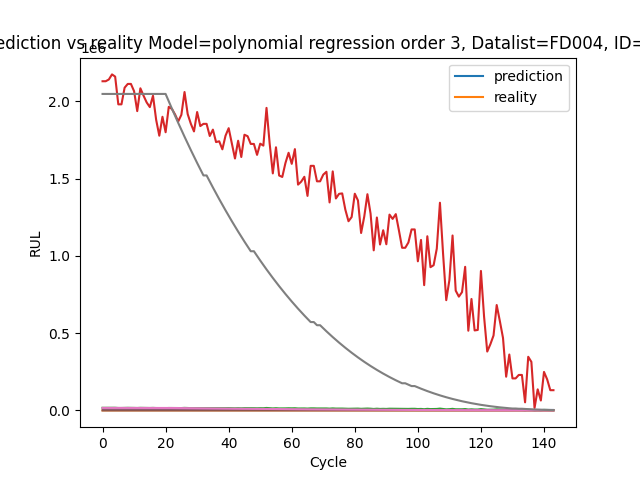 ediction vs reality Model=polynomial regression order 3, Datalist=FD004, ID=
1e6
prediction
reality
2.0
1.5
1.0
0.5
0.0
RUL
0 20 40 60 80 100 120 140
Cycle